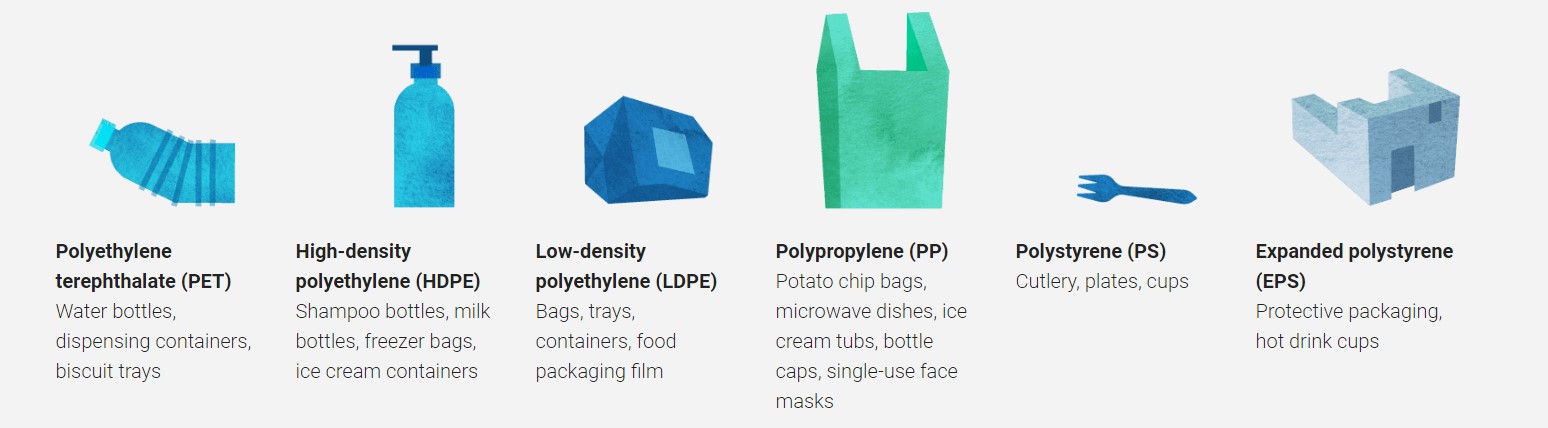 Polyethylene
terephthalate (PET)
Water bottles,
dispensing containers,
biscuit trays
High-density
polyethylene (HDPE)
Shampoo bottles, milk
bottles, freezer bags,
ice cream containers
Low-density
polyethylene (LDPE)
Bags, trays,
containers, food
packaging film
Polypropylene (PP)
Potato chip bags,
microwave dishes, ice
cream tubs, bottle
caps, single-use face
masks
Polystyrene (PS)
Cutlery, plates, cups
Expanded polystyrene
(EPS)
Protective packaging,
hot drink cups